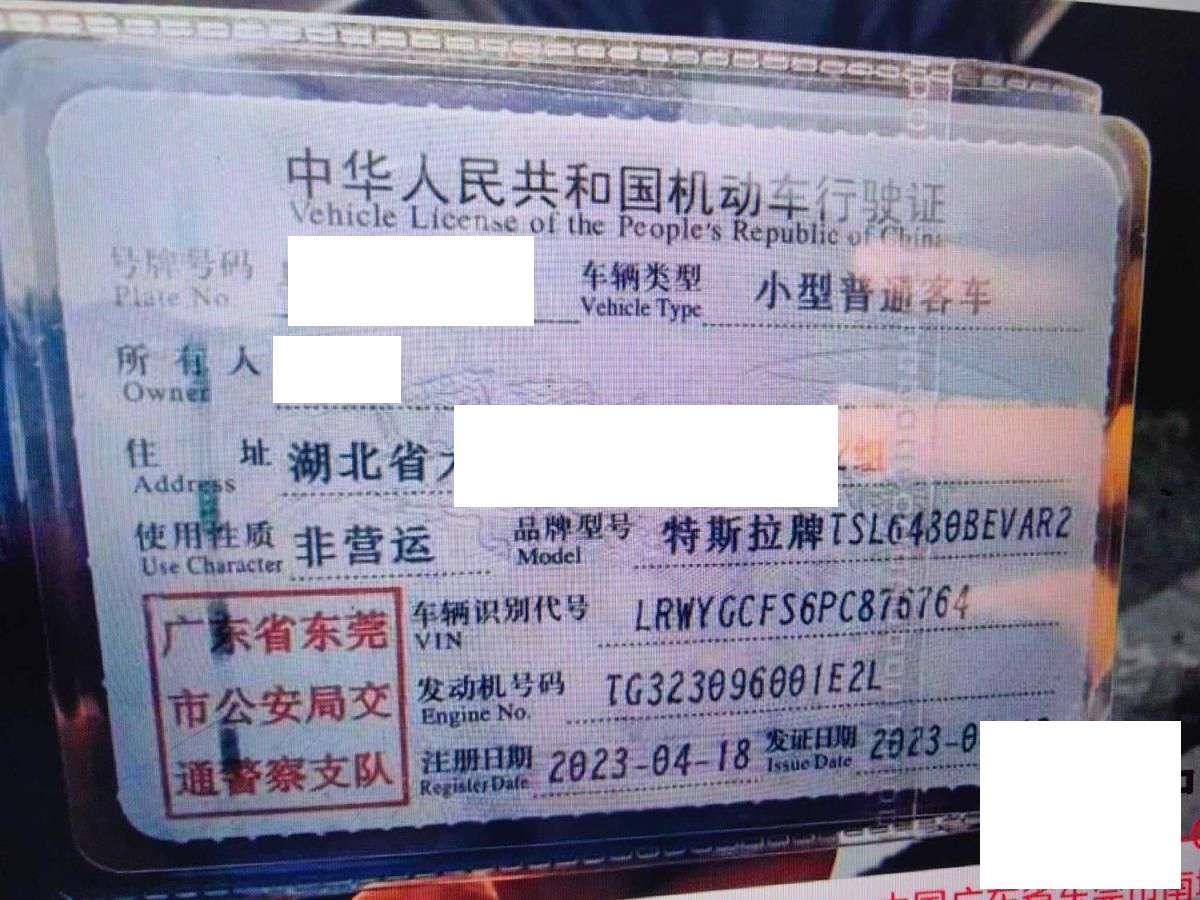 中华人民共和国机动车行驶证
Vehicle License of the People's Republic of China
号牌号码 车辆类型 小型普通客车
Plate No. Vehicle Type
所有人
Owner
住址 湖北省
Address
使用性质 非营运 品牌型号 特斯拉牌TSL6430BEVAR2
Use Character Model
广东省东莞
市公安局交
通警察支队
车辆识别代号 LRWYGCFS6PC876764
VIN
发动机号码 TG323096001E2L
Engine No.
注册日期 2023-04-18 发证日期 2023-0
Register Date Issue Date